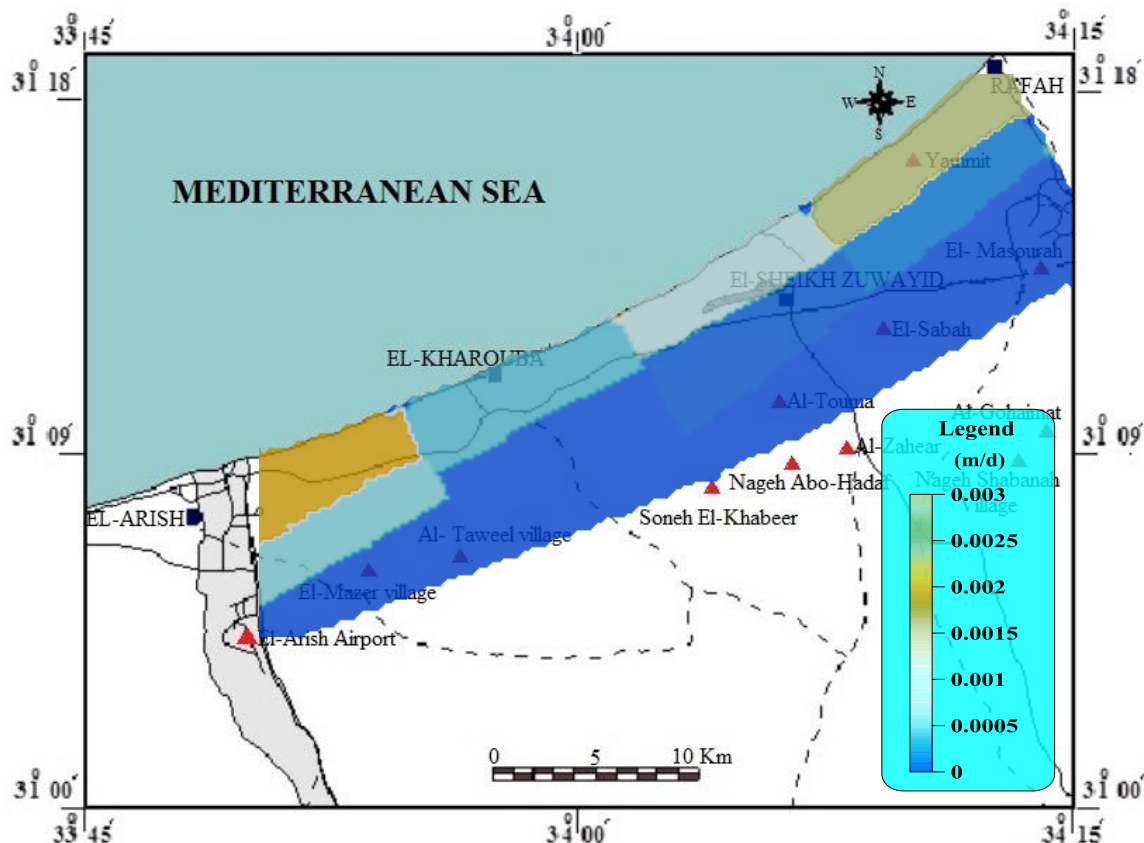 33° 45´ 34° 00´ 34° 15´
31° 18´ 31° 18´
N
W E
S
RAFAH
Yammit
MEDITERRANEAN SEA
El- Masourah
El-SHEIKH ZUWAYID
El-Sabah
EL-KHAROUBA
Al-Touma
Al-Gohaimat
31° 09´ 31° 09´
Al-Zahear
Nageh Abo-Hadaf
Nageh Shabanah
Village
Soneh El-Khabeer
EL-ARISH
Al- Taweel village
El-Mazer village
El-Arish Airport
Legend
(m/d)
0.003
0.0025
0.002
0.0015
0.001
0.0005
0
0 5 10 Km
31° 00´ 31° 00´
33° 45´ 34° 00´ 34° 15´